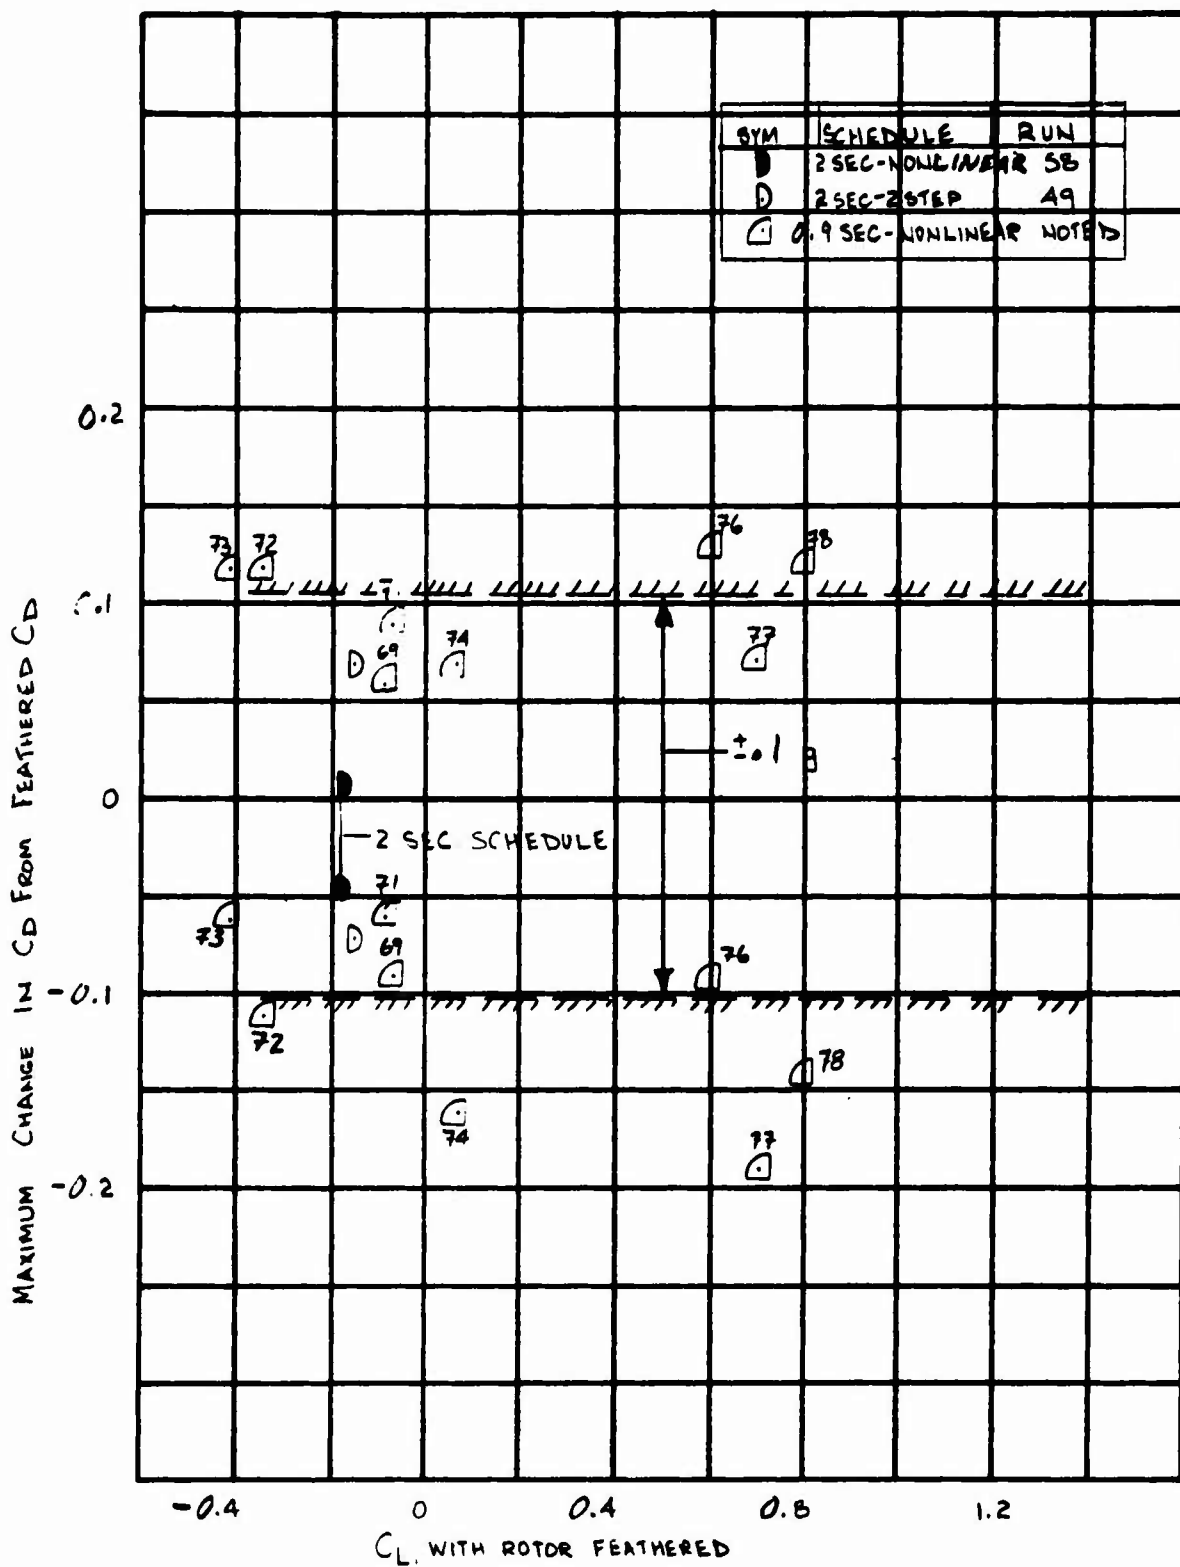 SYM SCHEDULE RUN
2 SEC-NONLINEAR 58
2 SEC-2 STEP 49
0.9 SEC-NONLINEAR NOTED
0.2
73 72 76 78
0.1
69 74 77
±.1
0
2 SEC SCHEDULE
71
73 69 76
-0.1
72 78
74 77
-0.2
-0.4 0 0.4 0.8 1.2
CL WITH ROTOR FEATHERED
MAXIMUM CHANGE IN CD FROM FEATHERED CD